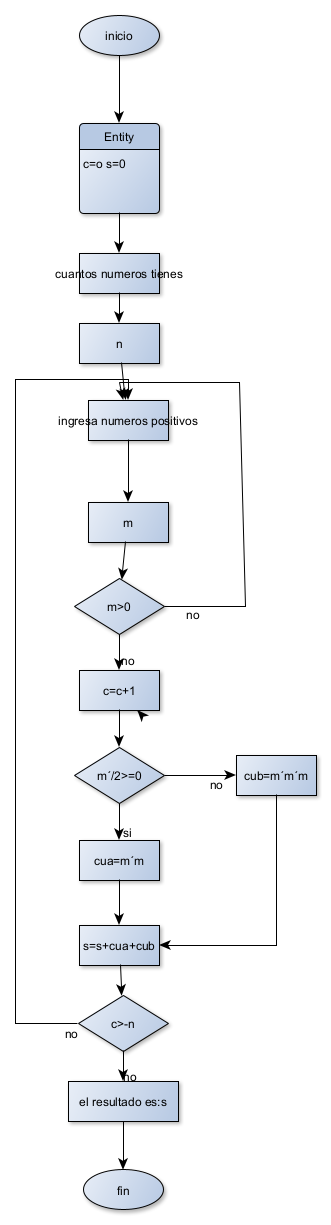 inicio
Entity
c=o s=0
cuantos numeros tienes
n
ingresa numeros positivos
m
m>0
no
no
c=c+1
m´/2>=0
no
cub=m´m´m
si
cua=m´m
s=s+cua+cub
c>-n
no
no
el resultado es:s
fin